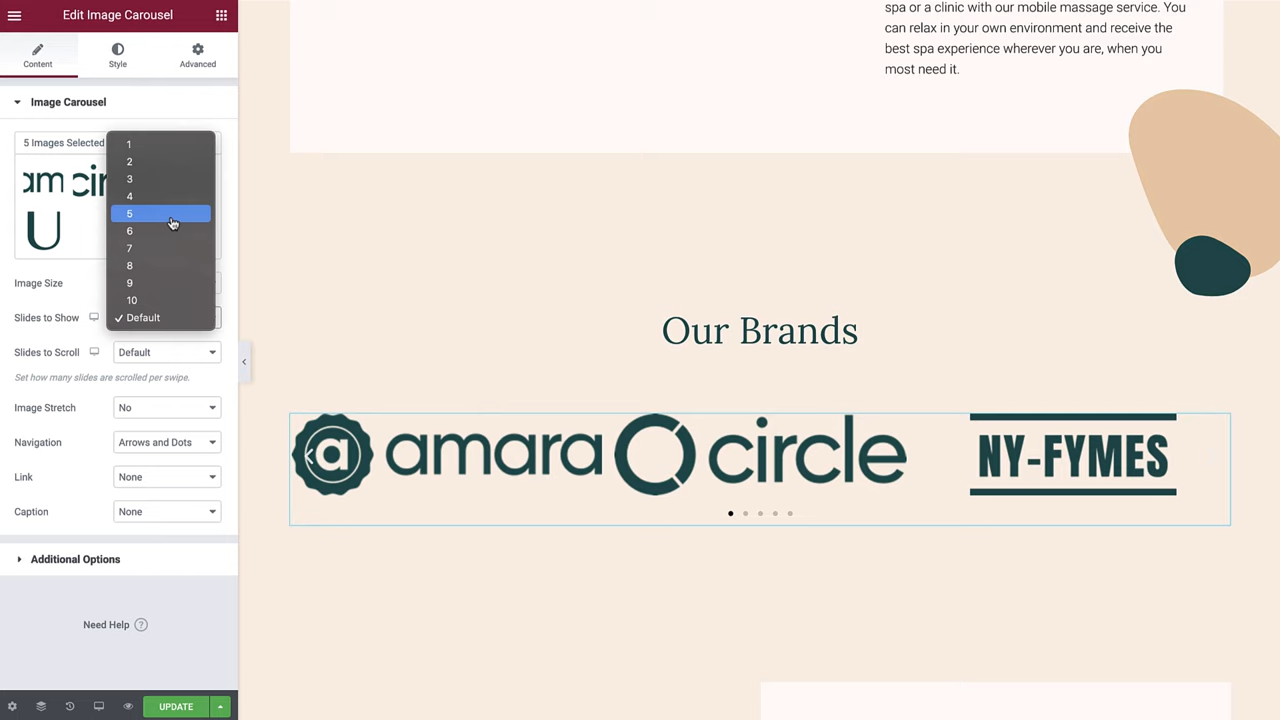 Edit Image Carousel
Content
Style
Advanced
Image Carousel
5 Images Selected
am
cir
U
1
2
3
4
5
6
7
8
9
10
Default
Image Size
Slides to Show
Slides to Scroll
Default
Set how many slides are scrolled per swipe.
Image Stretch
No
Navigation
Arrows and Dots
Link
None
Caption
None
Additional Options
Need Help
UPDATE
spa or a clinic with our mobile massage service. You
can relax in your own environment and receive the
best spa experience wherever you are, when you
most need it.
Our Brands
a amara
circle
NY-FYMES